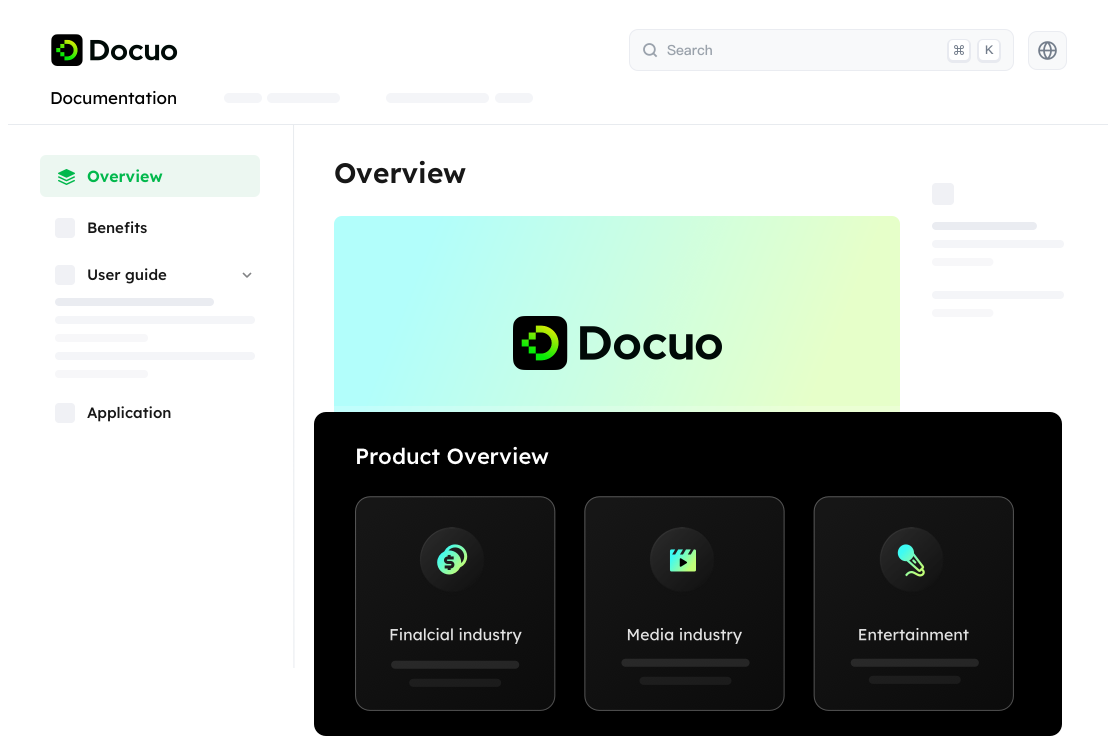 Docuo
Search ⌘ K
Documentation
Overview
Benefits
User guide
Application
Overview
Docuo
Product Overview
Finalcial industry
Media industry
Entertainment